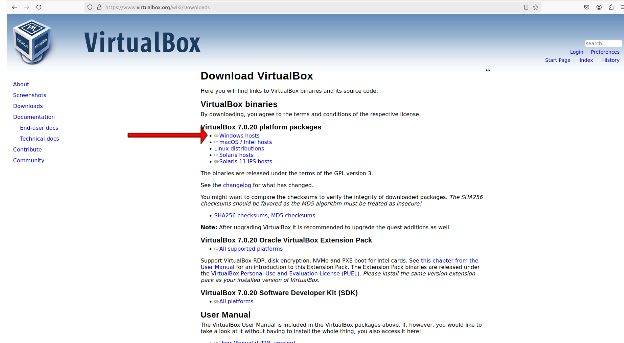 https://www.virtualbox.org/wiki/Downloads
VirtualBox
search...
Login Preferences
Start Page Index History
About
Screenshots
Downloads
Documentation
End-user docs
Technical docs
Contribute
Community
Download VirtualBox
Here you will find links to VirtualBox binaries and its source code.
VirtualBox binaries
By downloading, you agree to the terms and conditions of the respective license.
VirtualBox 7.0.20 platform packages
Windows hosts
macOS / Intel hosts
Linux distributions
Solaris hosts
Solaris 11 IPS hosts
The binaries are released under the terms of the GPL version 3.
See the changelog for what has changed.
You might want to compare the checksums to verify the integrity of downloaded packages. The SHA256
checksums should be favored as the MD5 algorithm must be treated as insecure!
SHA256 checksums, MD5 checksums
Note: After upgrading VirtualBox it is recommended to upgrade the guest additions as well.
VirtualBox 7.0.20 Oracle VirtualBox Extension Pack
All supported platforms
Support VirtualBox RDP, disk encryption, NVMe and PXE boot for Intel cards. See this chapter from the
User Manual for an introduction to this Extension Pack. The Extension Pack binaries are released under
the VirtualBox Personal Use and Evaluation License (PUEL). Please install the same version extension
pack as your installed version of VirtualBox.
VirtualBox 7.0.20 Software Developer Kit (SDK)
All platforms
User Manual
The VirtualBox User Manual is included in the VirtualBox packages above. If, however, you would like to
take a look at it without having to install the whole thing, you also access it here: